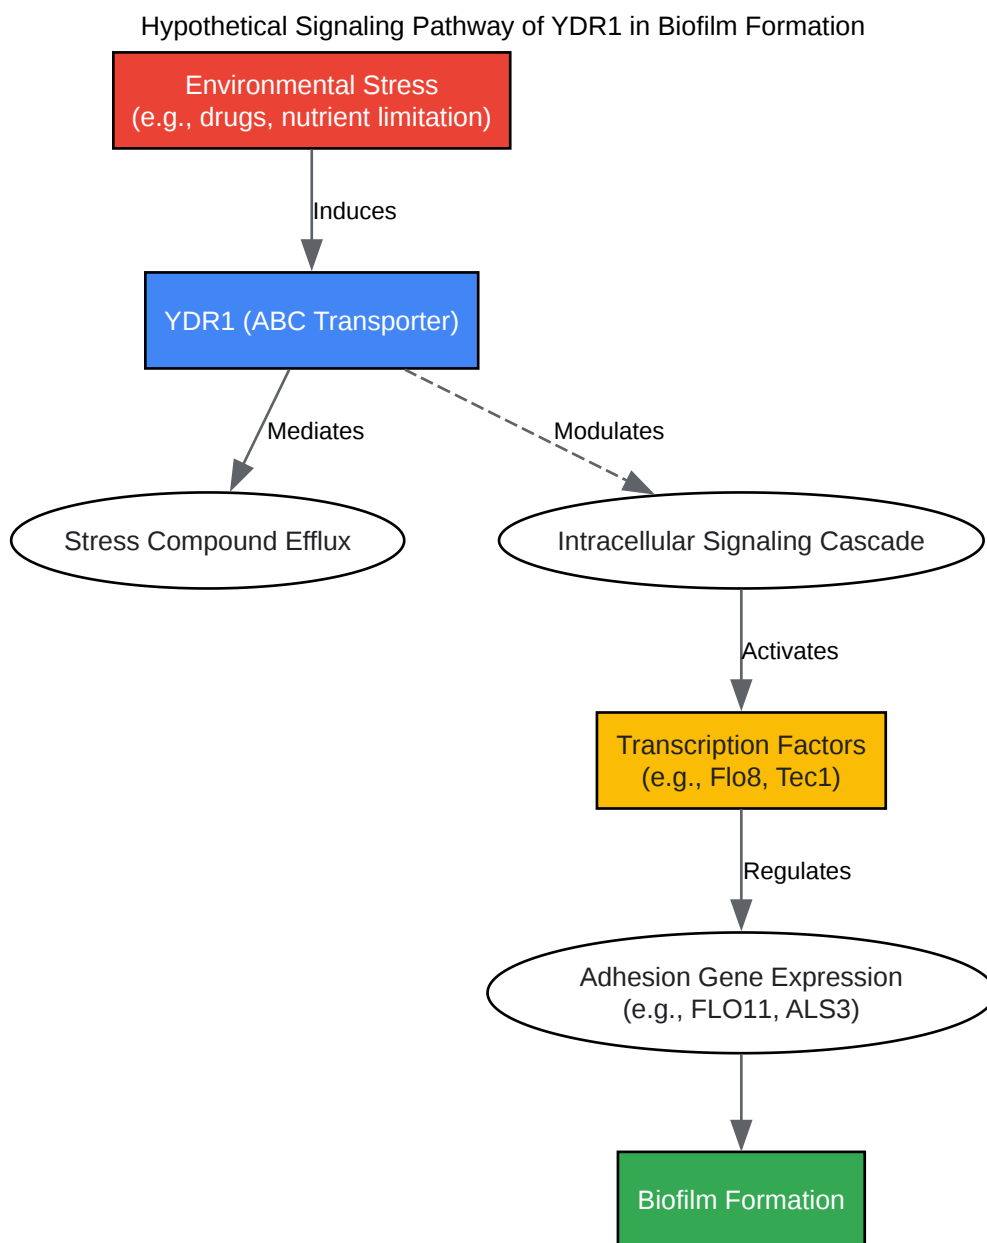 Hypothetical Signaling Pathway of YDR1 in Biofilm Formation
Environmental Stress
(e.g., drugs, nutrient limitation)
Induces
YDR1 (ABC Transporter)
Mediates
Modulates
Stress Compound Efflux
Intracellular Signaling Cascade
Activates
Transcription Factors
(e.g., Flo8, Tec1)
Regulates
Adhesion Gene Expression
(e.g., FLO11, ALS3)
Biofilm Formation